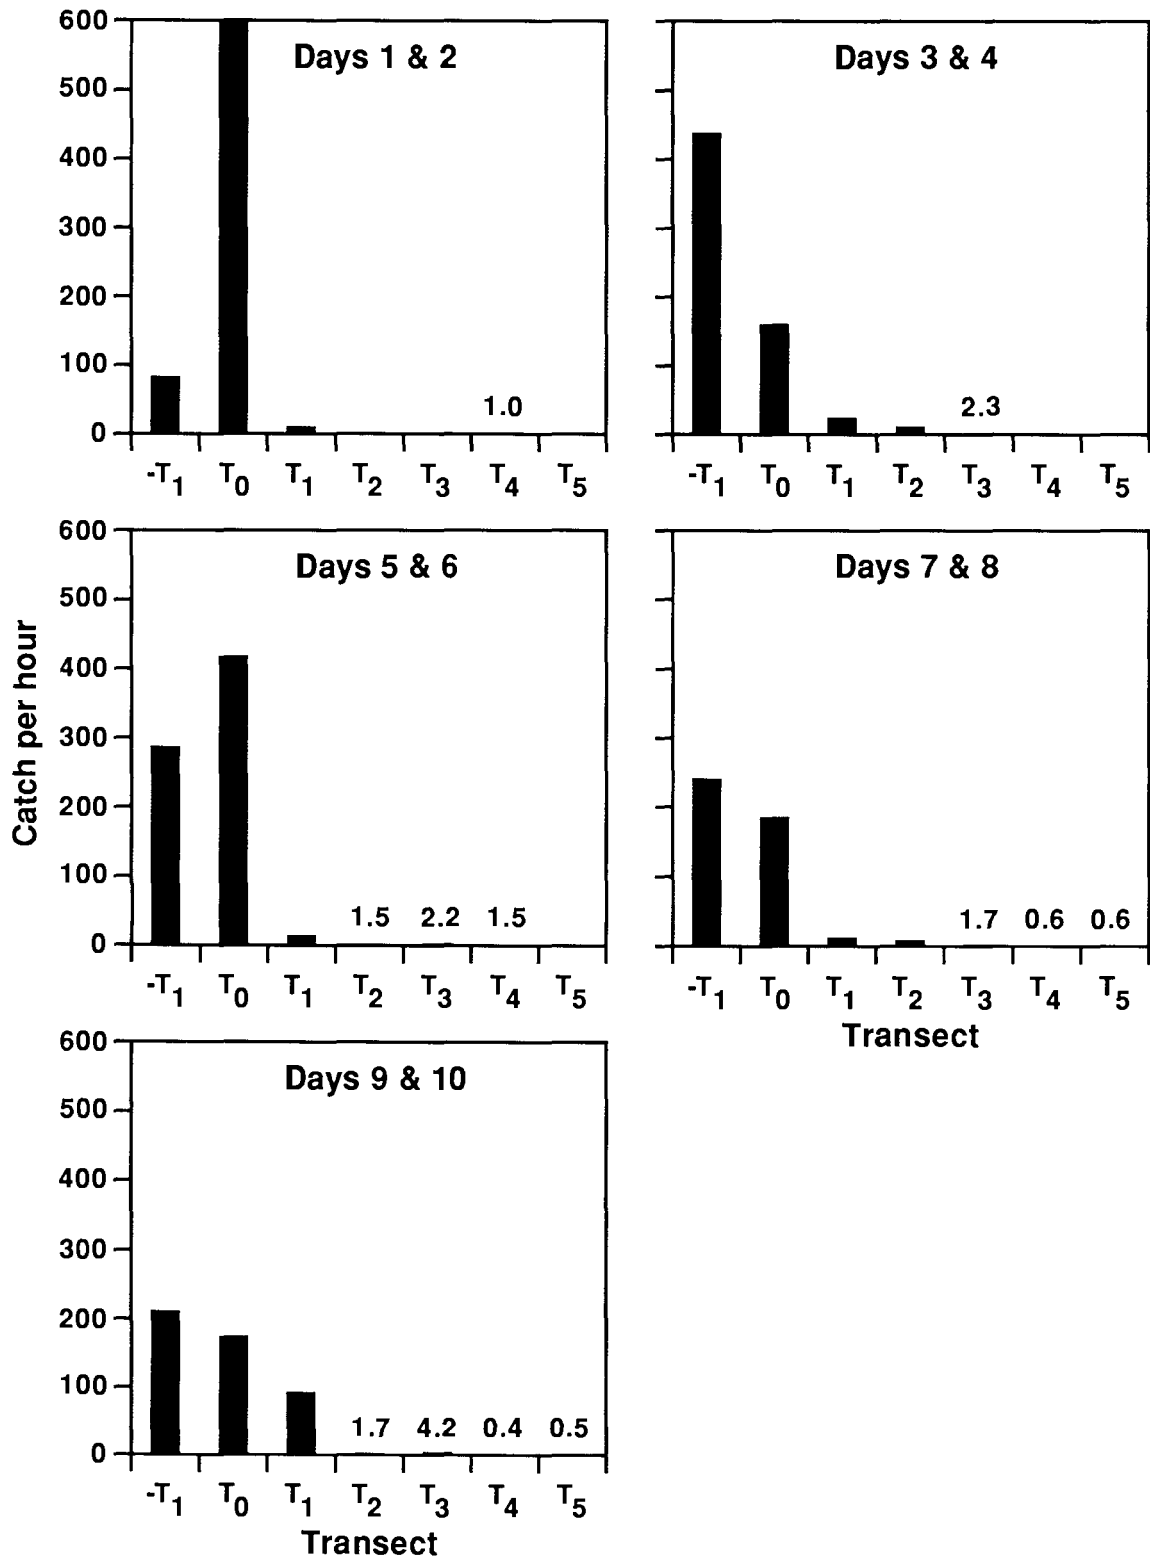 600
500
400
300
200
100
0
Days 1 & 2
1.0
-T1 T0 T1 T2 T3 T4 T5
Days 3 & 4
2.3
-T1 T0 T1 T2 T3 T4 T5
Catch per hour
600
500
400
300
200
100
0
Days 5 & 6
1.5 2.2 1.5
-T1 T0 T1 T2 T3 T4 T5
Days 7 & 8
1.7 0.6 0.6
-T1 T0 T1 T2 T3 T4 T5
Transect
600
500
400
300
200
100
0
Days 9 & 10
1.7 4.2 0.4 0.5
-T1 T0 T1 T2 T3 T4 T5
Transect